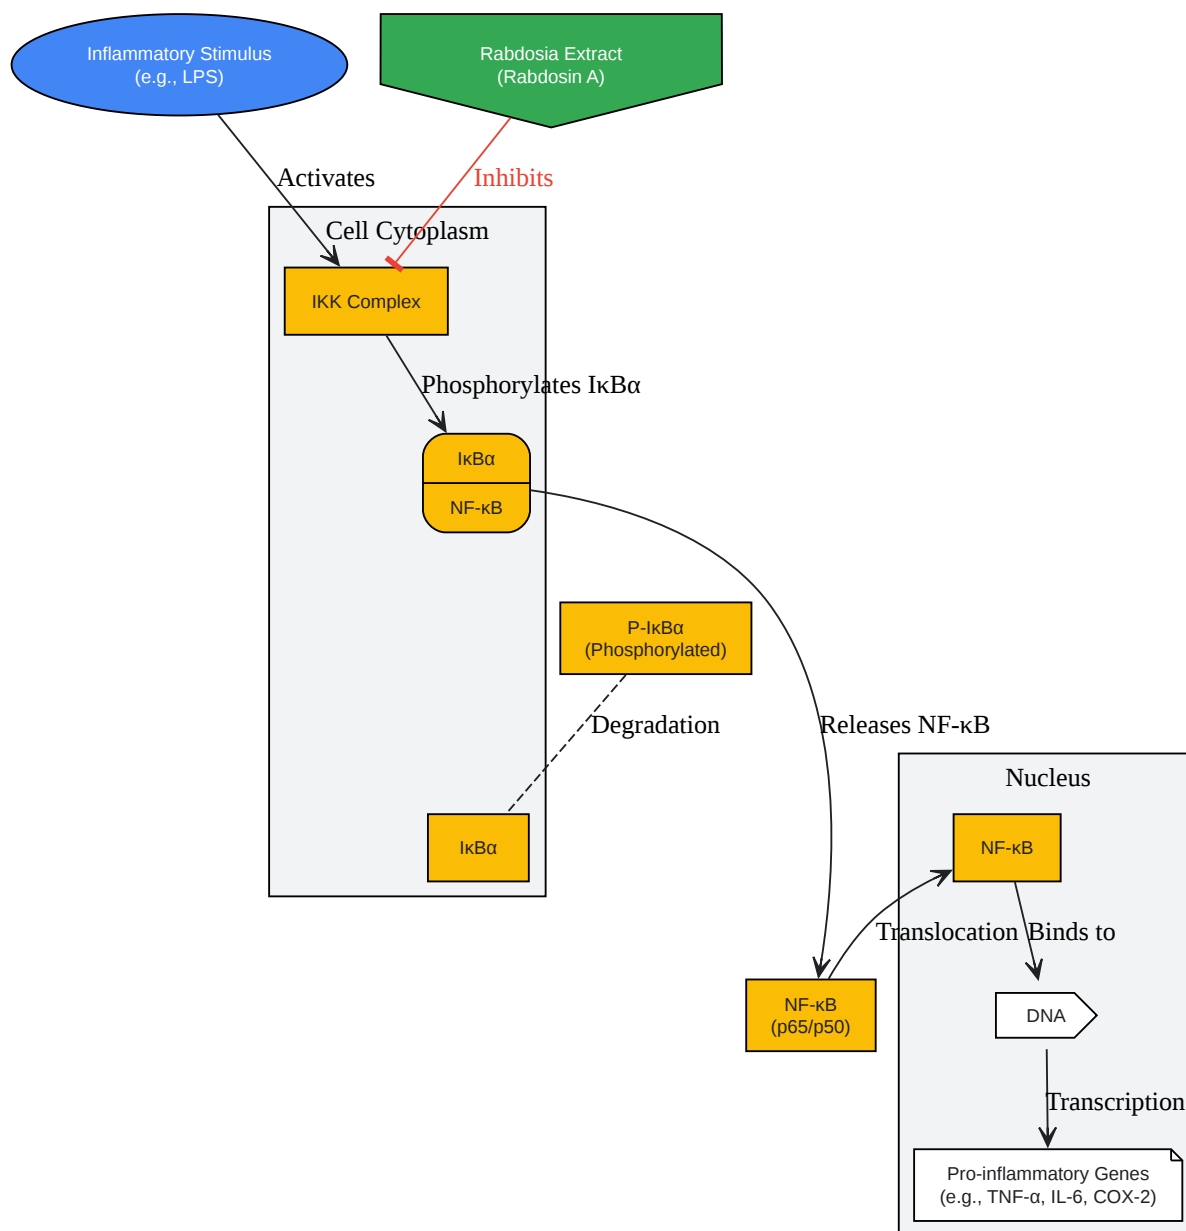 Inflammatory Stimulus
(e.g., LPS)
Rabdosia Extract
(Rabdosin A)
Activates
Inhibits
Cell Cytoplasm
IKK Complex
Phosphorylates IκBα
IκBα
NF-κB
P-IκBα
(Phosphorylated)
Degradation
Releases NF-κB
Nucleus
IκBα
NF-κB
Translocation
Binds to
NF-κB
(p65/p50)
DNA
Transcription
Pro-inflammatory Genes
(e.g., TNF-α, IL-6, COX-2)